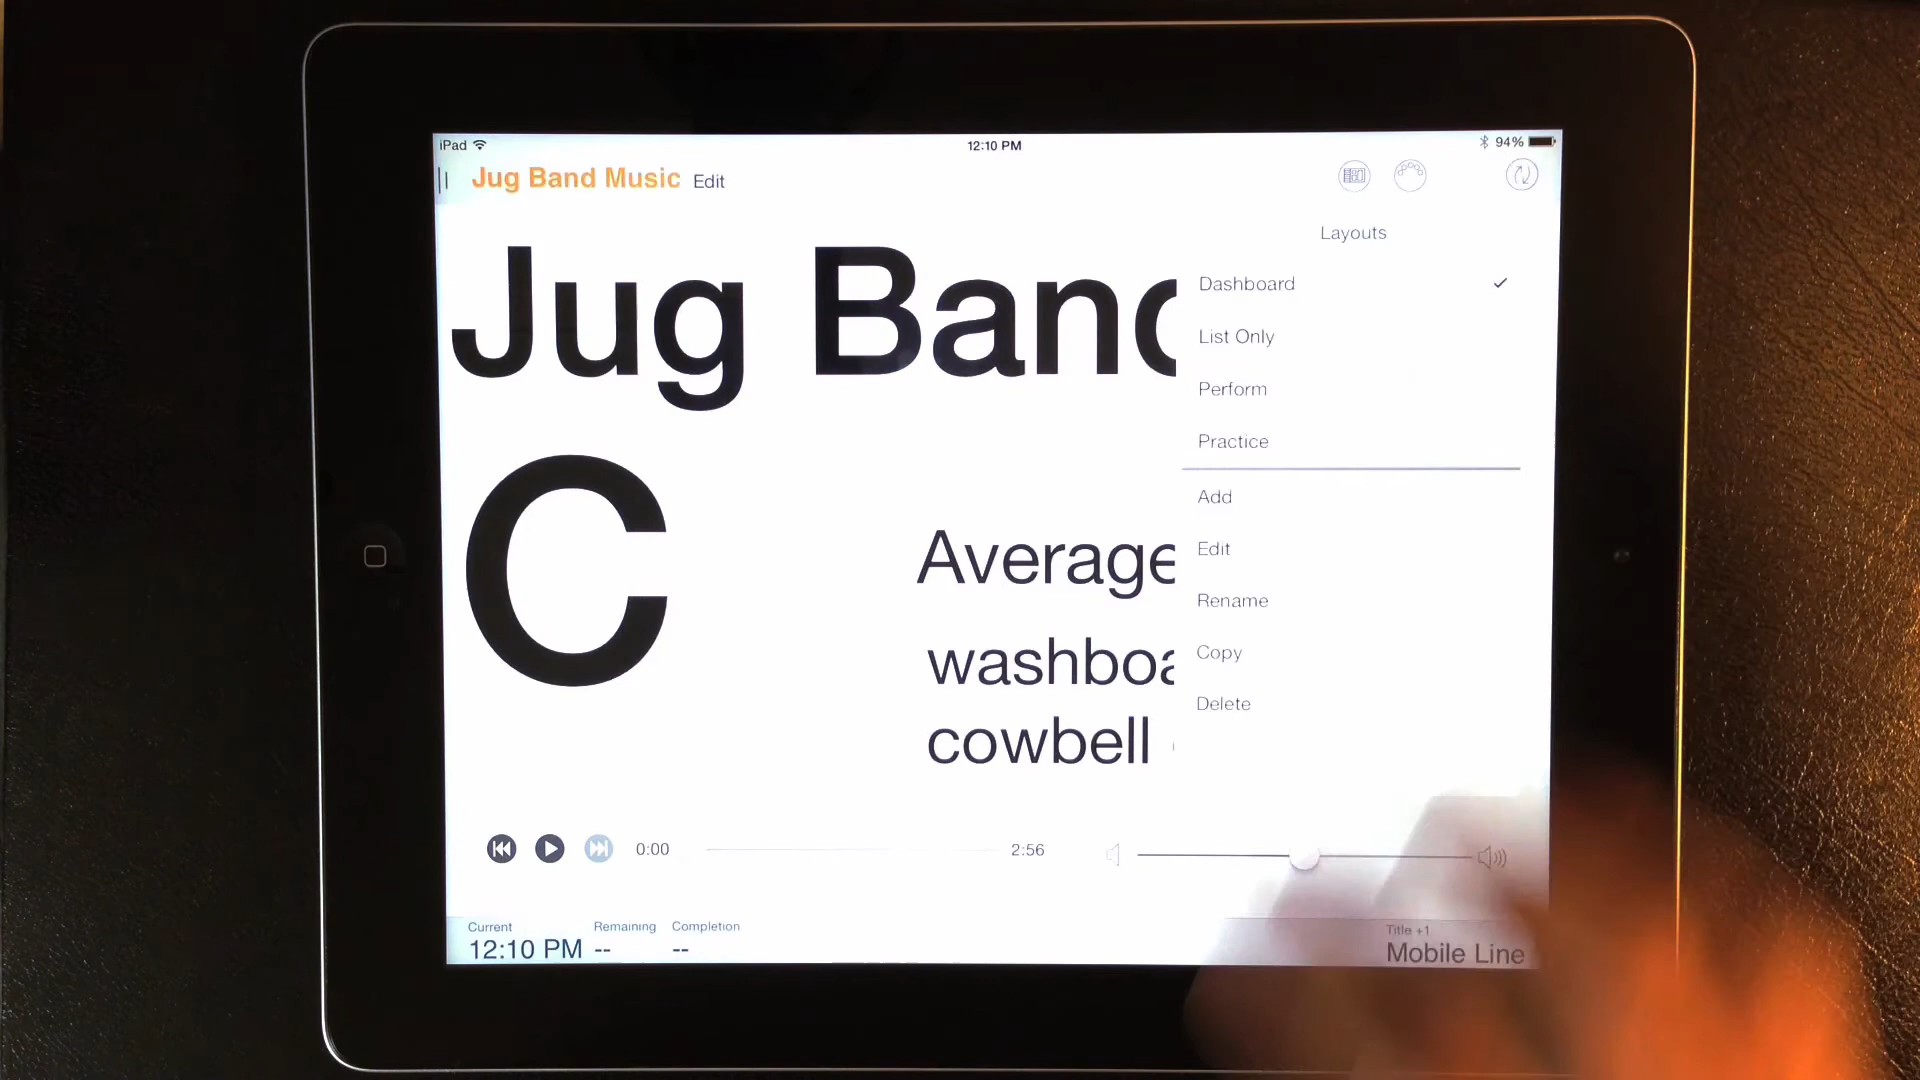 iPad 12:10 PM 94%
Jug Band Music Edit
Layouts
Jug Band
Dashboard
List Only
Perform
Practice
C
Add
Average
Edit
Rename
washboa
Copy
Delete
cowbell
0:00 2:56
Current Remaining Completion Title +1
12:10 PM -- -- Mobile Line